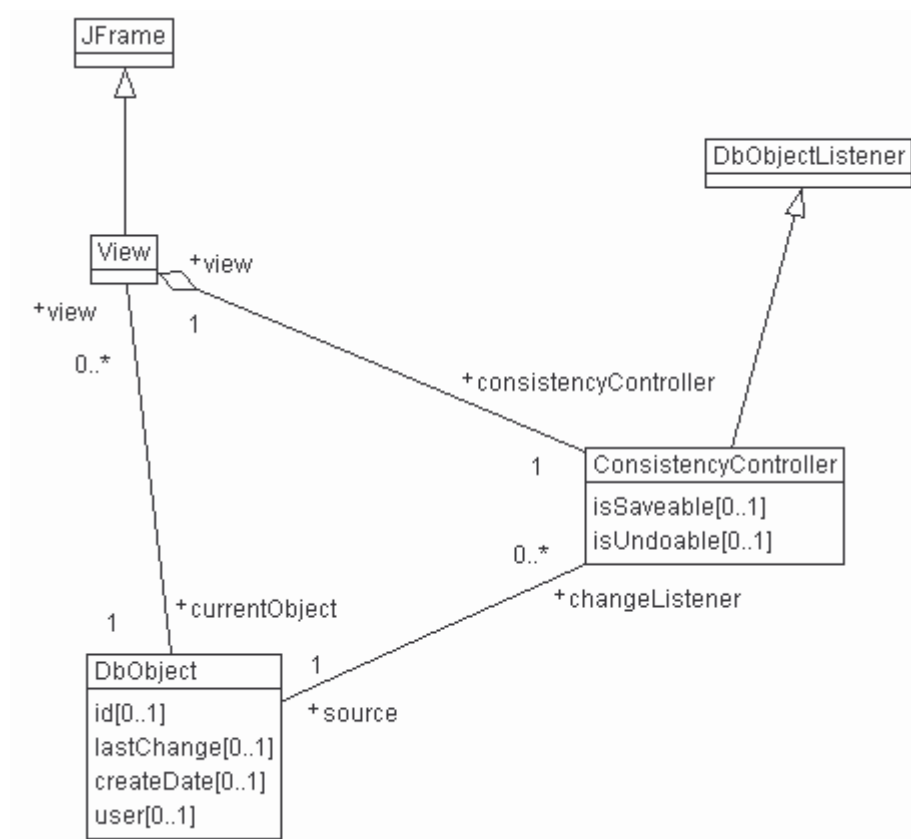 JFrame
DbObjectListener
View
+view
+view
1
0..*
+consistencyController
1
ConsistencyController
isSaveable[0..1]
isUndoable[0..1]
0..*
+changeListener
+currentObject
1
1
+source
DbObject
id[0..1]
lastChange[0..1]
createDate[0..1]
user[0..1]